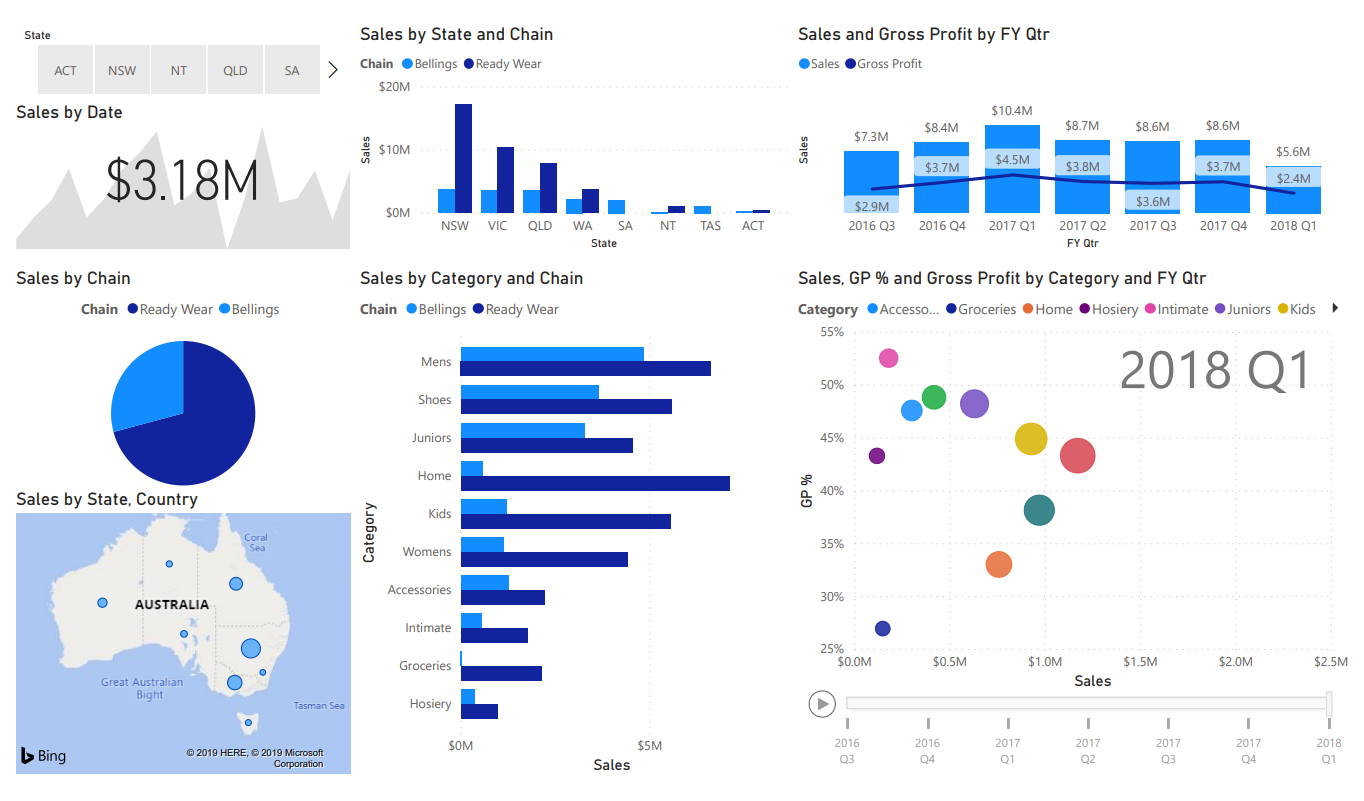 State
ACT NSW NT QLD SA
Sales by Date
$3.18M
Sales by State and Chain
Chain Bellings Ready Wear
$20M
$10M
$0M
Sales
NSW VIC QLD WA SA NT TAS ACT
State
Sales and Gross Profit by FY Qtr
Sales Gross Profit
Sales
$7.3M $8.4M $10.4M $8.7M $8.6M $8.6M $5.6M
$2.9M $3.7M $4.5M $3.8M $3.6M $3.7M $2.4M
2016 Q3 2016 Q4 2017 Q1 2017 Q2 2017 Q3 2017 Q4 2018 Q1
FY Qtr
Sales by Chain
Chain Ready Wear Bellings
Sales by State, Country
Coral
Sea
AUSTRALIA
Great Australian
Bight
Tasman Sea
Bing
© 2019 HERE, © 2019 Microsoft
Corporation
Sales by Category and Chain
Chain Bellings Ready Wear
Category
Mens
Shoes
Juniors
Home
Kids
Womens
Accessories
Intimate
Groceries
Hosiery
$0M $5M
Sales
Sales, GP % and Gross Profit by Category and FY Qtr
Category Accesso... Groceries Home Hosiery Intimate Juniors Kids
2018 Q1
55%
50%
45%
40%
35%
30%
25%
GP %
$0.0M $0.5M $1.0M $1.5M $2.0M $2.5M
Sales
2016 2016 2017 2017 2017 2017 2018
Q3 Q4 Q1 Q2 Q3 Q4 Q1